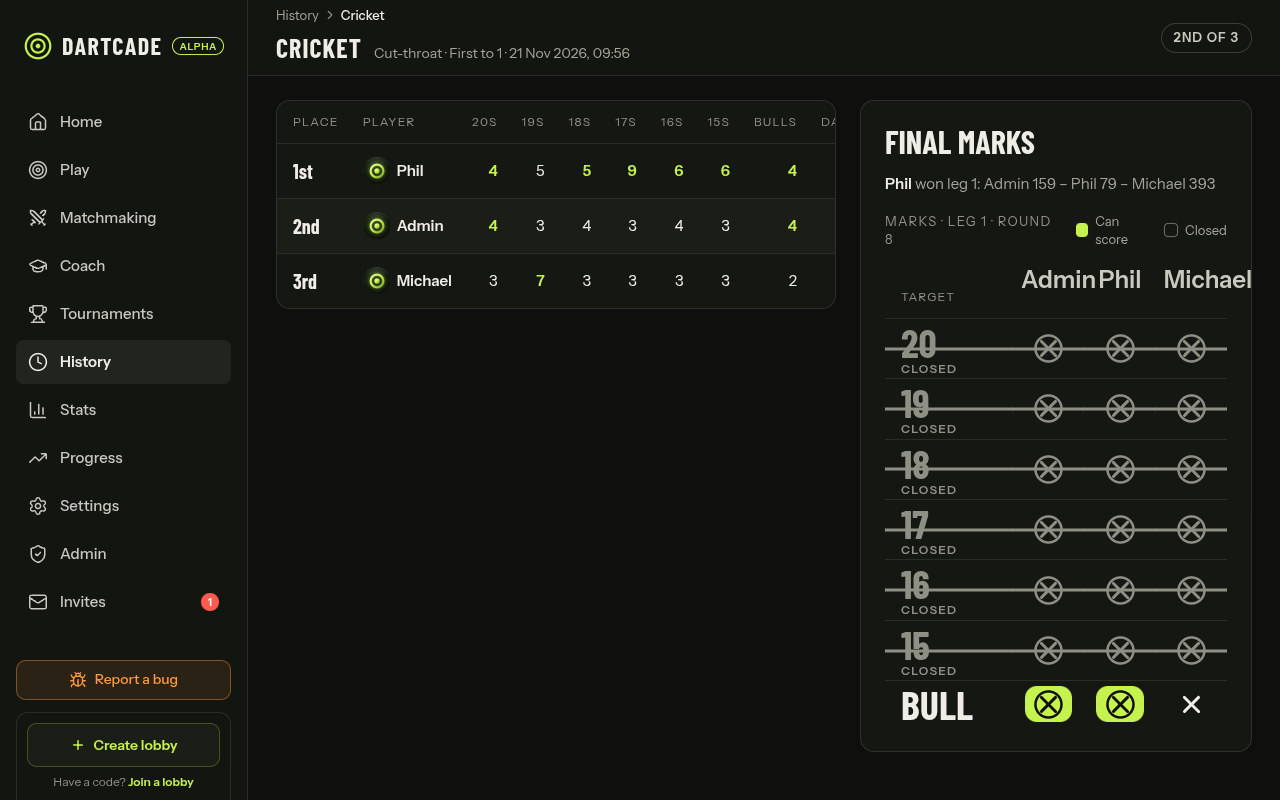 DARTCADE ALPHA
Home
Play
Matchmaking
Coach
Tournaments
History
Stats
Progress
Settings
Admin
Invites 1
Report a bug
+ Create lobby
Have a code? Join a lobby
History > Cricket
CRICKET Cut-throat · First to 1 · 21 Nov 2026, 09:56
2ND OF 3
PLACE PLAYER 20S 19S 18S 17S 16S 15S BULLS DA
1st Phil 4 5 5 9 6 6 4
2nd Admin 4 3 4 3 4 3 4
3rd Michael 3 7 3 3 3 3 2
FINAL MARKS
Phil won leg 1: Admin 159 – Phil 79 – Michael 393
MARKS · LEG 1 · ROUND 
8
Can
score
Closed
Admin Phil Michael
TARGET
20
CLOSED
19
CLOSED
18
CLOSED
17
CLOSED
16
CLOSED
15
CLOSED
BULL